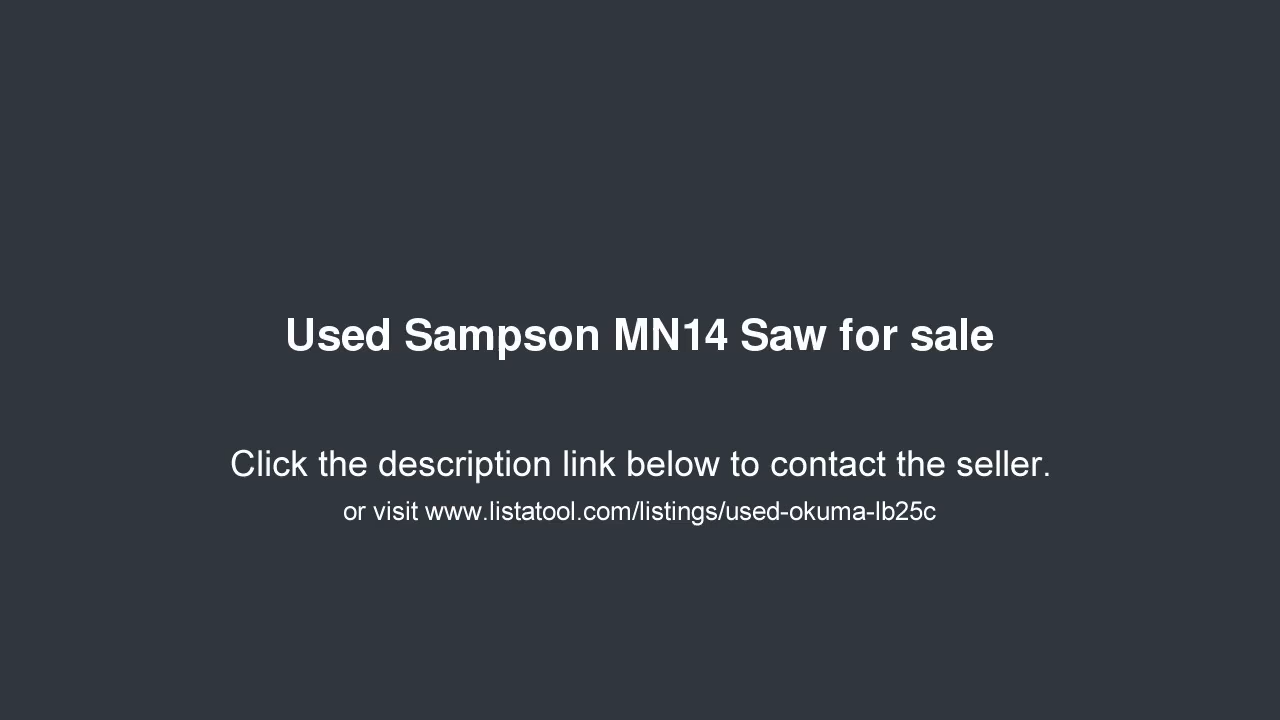 Used Sampson MN14 Saw for sale
Click the description link below to contact the seller.
or visit www.listatool.com/listings/used-okuma-lb25c